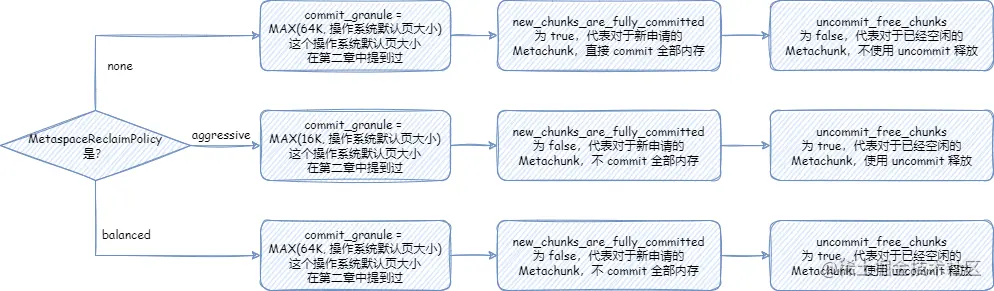 commit_granule =
MAX(64K, 操作系统默认页大小)
这个操作系统默认页大小
在第二章中提到过
new_chunks_are_fully_committed
为 true，代表对于新申请的
Metachunk，直接 commit 全部内存
uncommit_free_chunks
为 false，代表对于已经空闲的
Metachunk，不使用 uncommit 释放
none
MetaspaceReclaimPolicy
是？
aggressive
commit_granule =
MAX(16K, 操作系统默认页大小)
这个操作系统默认页大小
在第二章中提到过
new_chunks_are_fully_committed
为 false，代表对于新申请的
Metachunk，不 commit 全部内存
uncommit_free_chunks
为 true，代表对于已经空闲的
Metachunk，使用 uncommit 释放
balanced
commit_granule =
MAX(64K, 操作系统默认页大小)
这个操作系统默认页大小
在第二章中提到过
new_chunks_are_fully_committed
为 false，代表对于新申请的
Metachunk，不 commit 全部内存
uncommit_free_chunks
为 true，代表对于已经空闲的
Metachunk，使用 uncommit 释放
@稀土掘金技术社区